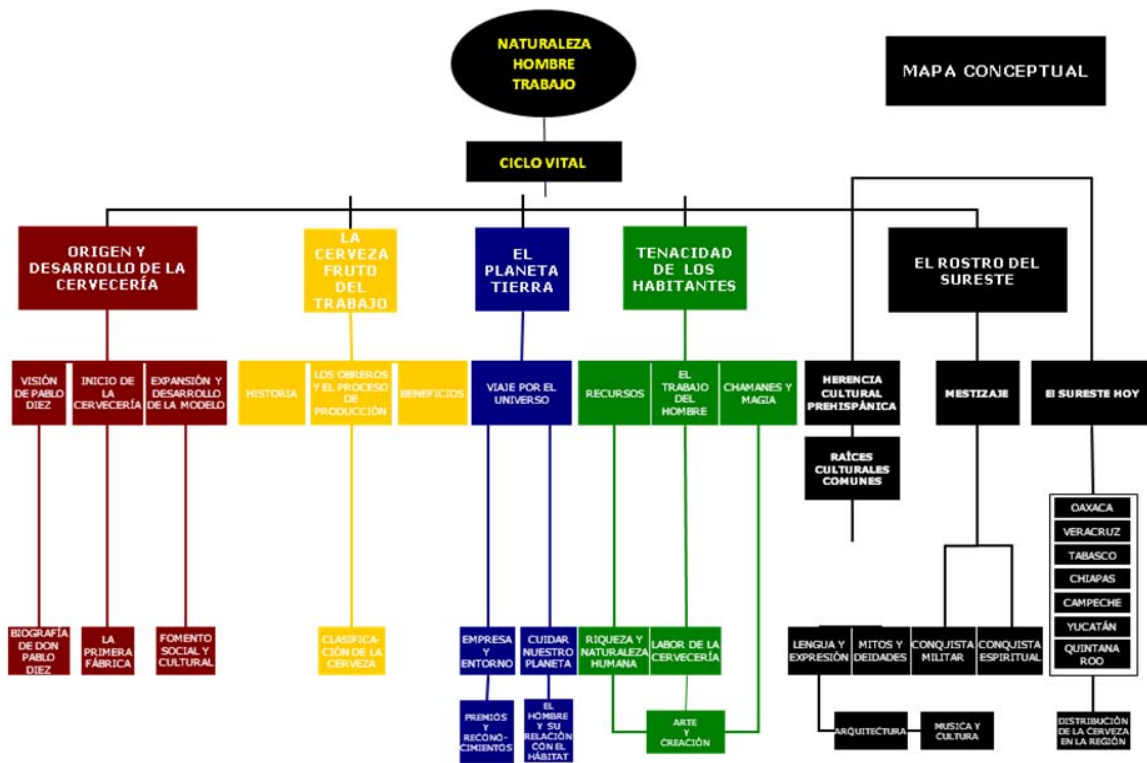 NATURALEZA
HOMBRE
TRABAJO
MAPA CONCEPTUAL
CICLO VITAL
ORIGEN Y
DESARROLLO DE LA
CERVECERÍA
LA
CERVEZA
FRUTO
DEL
TRABAJO
EL
PLANETA
TIERRA
TENACIDAD
DE LOS
HABITANTES
EL ROSTRO DEL
SURESTE
VISIÓN
DE PABLO
DIEZ
INICIO DE
LA
CERVECERÍA
EXPANSIÓN Y
DESARROLLO
DE LA MODELO
HISTORIA
LOS OBREROS
Y EL PROCESO
DE
PRODUCCIÓN
BENEFICIOS
VIAJE POR EL
UNIVERSO
RECURSOS
EL
TRABAJO
DEL
HOMBRE
CHAMANES Y
MAGIA
HERENCIA
CULTURAL
PREHISPÁNICA
MESTIZAJE
El SURESTE HOY
RAÍCES
CULTURALES
COMUNES
OAXACA
VERACRUZ
TABASCO
CHIAPAS
CAMPECHE
YUCATÁN
QUINTANA
ROO
BIOGRAFÍA
DE DON
PABLO
DIEZ
LA
PRIMERA
FÁBRICA
FOMENTO
SOCIAL Y
CULTURAL
CLASIFICA-
CIÓN DE LA
CERVEZA
EMPRESA
Y
ENTORNO
CUIDAR
NUESTRO
PLANETA
RIQUEZA Y
NATURALEZA
HUMANA
LABOR DE LA
CERVECERÍA
LENGUA Y
EXPRESIÓN
MITOS Y
DEIDADES
CONQUISTA
MILITAR
CONQUISTA
ESPIRITUAL
PREMIOS
Y
RECONO-
CIMIENTOS
EL
HOMBRE
Y SU
RELACIÓN
CON EL
HÁBITAT
ARTE
Y
CREACIÓN
ARQUITECTURA
MUSICA Y
CULTURA
DISTRIBUCIÓN
DE LA CERVEZA
EN LA REGIÓN